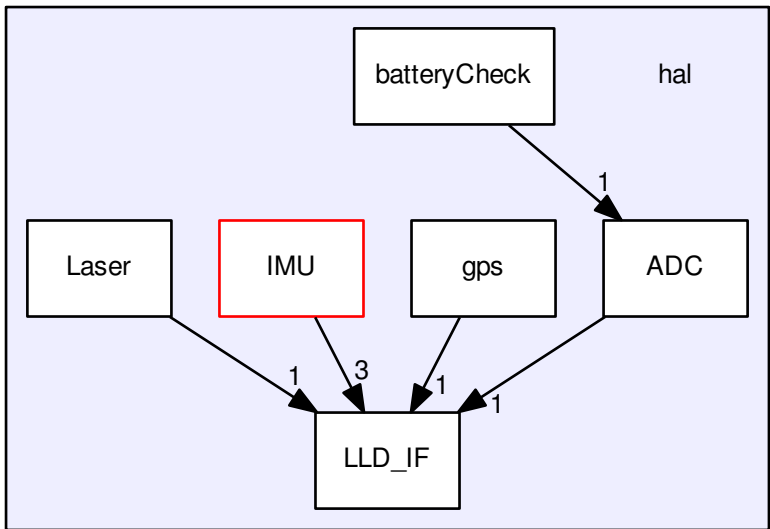 batteryCheck
hal
1
Laser
IMU
gps
ADC
1
3
1
1
LLD_IF